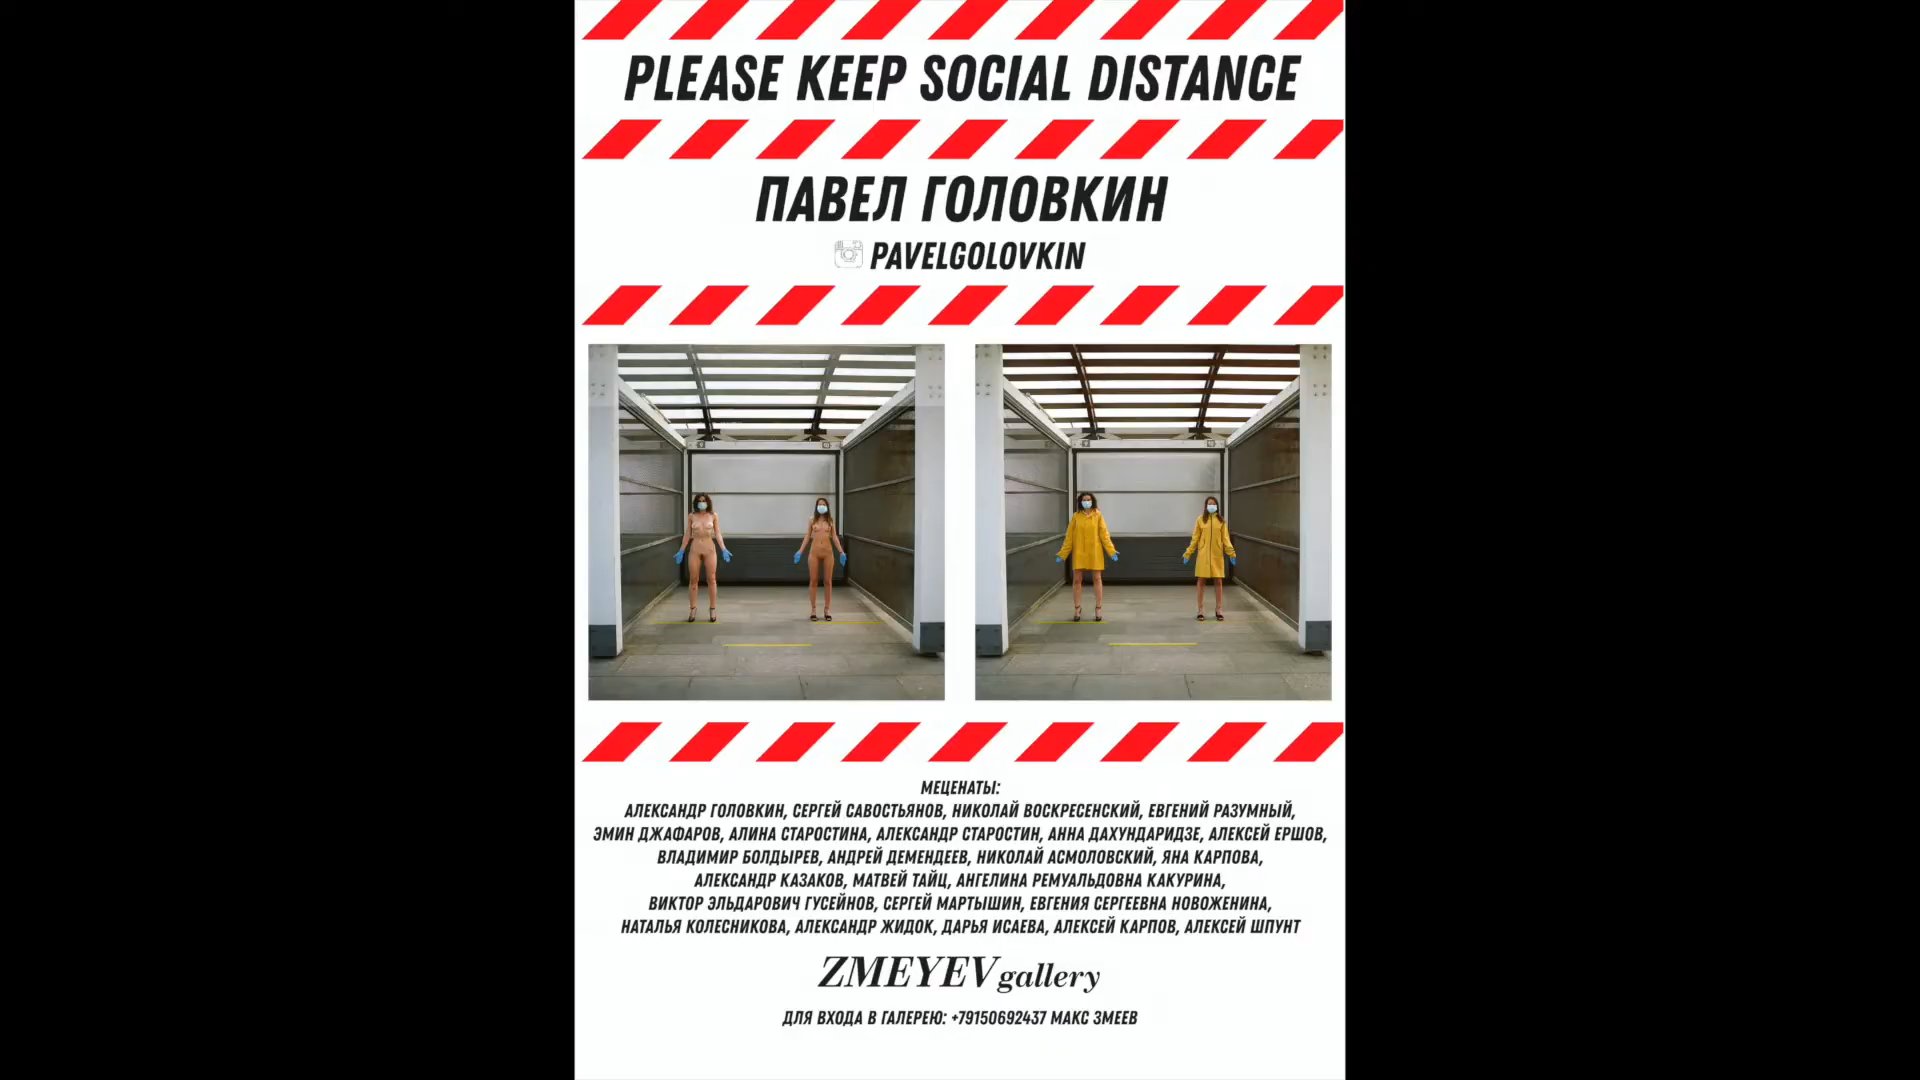 PLEASE KEEP SOCIAL DISTANCE
ПАВЕЛ ГОЛОВКИН
PAVELGOLOVKIN
МЕЦЕНАТЫ:
АЛЕКСАНДР ГОЛОВКИН, СЕРГЕЙ САВОСТЬЯНОВ, НИКОЛАЙ ВОСКРЕСЕНСКИЙ, ЕВГЕНИЙ РАЗУМНЫЙ,
ЭМИН ДЖАФАРОВ, АЛИНА СТАРОСТИНА, АЛЕКСАНДР СТАРОСТИН, АННА ДАХУНДАРИДЗЕ, АЛЕКСЕЙ ЕРШОВ,
ВЛАДИМИР БОЛДЫРЕВ, АНДРЕЙ ДЕМЕНДЕЕВ, НИКОЛАЙ АСМОЛОВСКИЙ, ЯНА КАРПОВА,
АЛЕКСАНДР КАЗАКОВ, МАТВЕЙ ТАЙЦ, АНГЕЛИНА РЕМУАЛЬДОВНА КАКУРИНА,
ВИКТОР ЭЛЬДАРОВИЧ ГУСЕЙНОВ, СЕРГЕЙ МАРТЫШИН, ЕВГЕНИЯ СЕРГЕЕВНА НОВОЖЕНИНА,
НАТАЛЬЯ КОЛЕСНИКОВА, АЛЕКСАНДР ЖИДОК, ДАРЬЯ ИСАЕВА, АЛЕКСЕЙ КАРПОВ, АЛЕКСЕЙ ШПУНТ
ZMEYEV gallery
ДЛЯ ВХОДА В ГАЛЕРЕЮ: +79150692437 МАКС ЗМЕЕВ